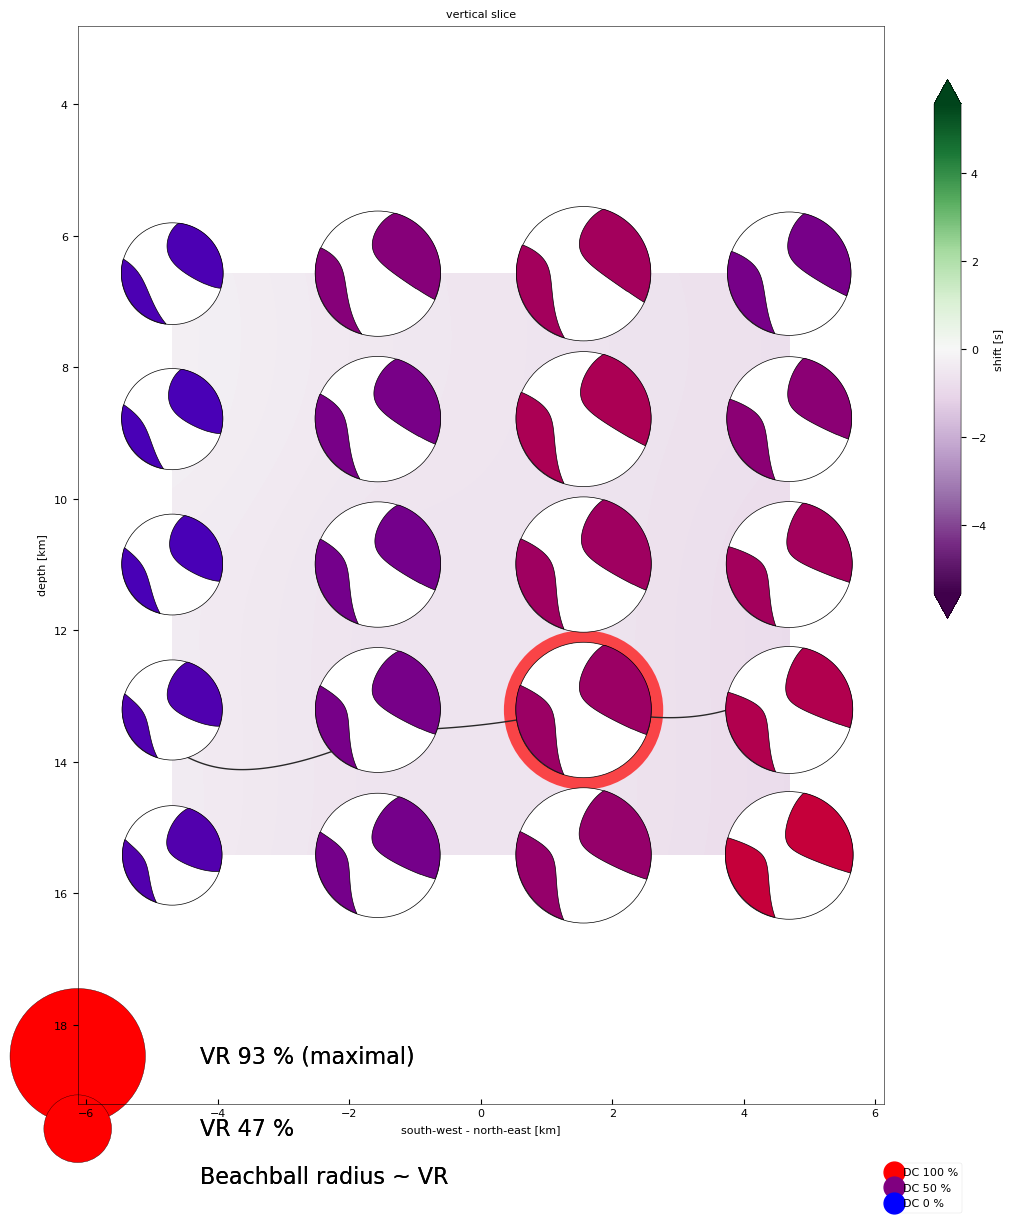 vertical slice
4
6
8
10
12
14
16
18
depth [km]
−6
−4
−2
0
2
4
6
south-west - north-east [km]
4
2
0
−2
−4
shift [s]
VR 93 % (maximal)
VR 47 %
Beachball radius ~ VR
DC 100 %
DC 50 %
DC 0 %